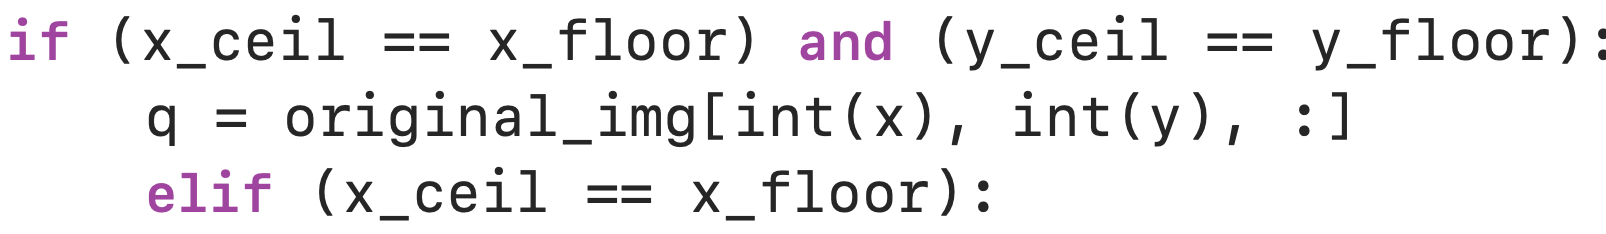 if (x_ceil == x_floor) and (y_ceil == y_floor):
    q = original_img[int(x), int(y), :]
    elif (x_ceil == x_floor):